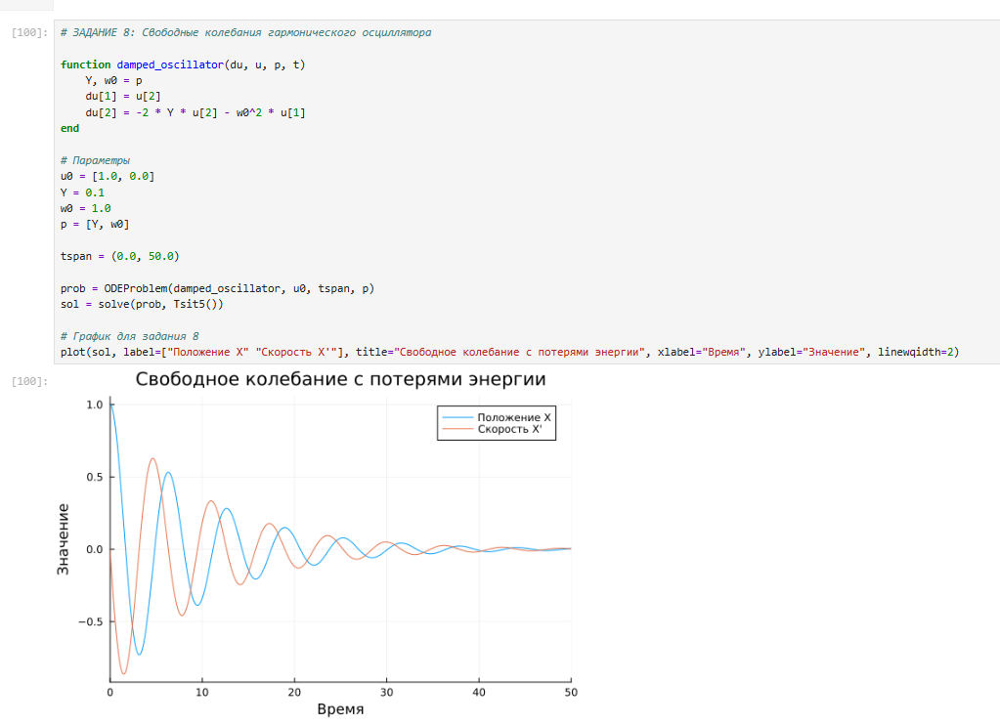 [100]: # ЗАДАНИЕ 8: Свободные колебания гармонического осциллятора
function damped_oscillator(du, u, p, t)
    Y, w0 = p
    du[1] = u[2]
    du[2] = -2 * Y * u[2] - w0^2 * u[1]
end
# Параметры
u0 = [1.0, 0.0]
Y = 0.1
w0 = 1.0
p = [Y, w0]
tspan = (0.0, 50.0)
prob = ODEProblem(damped_oscillator, u0, tspan, p)
sol = solve(prob, Tsit5())
# График для задания 8
plot(sol, label=["Положение X" "Скорость X'"], title="Свободное колебание с потерями энергии", xlabel="Время", ylabel="Значение", linewqidth=2)
[100]:
Свободное колебание с потерями энергии
Положение X
Скорость X'
1.0
0.5
0.0
−0.5
Значение
0 10 20 30 40 50
Время